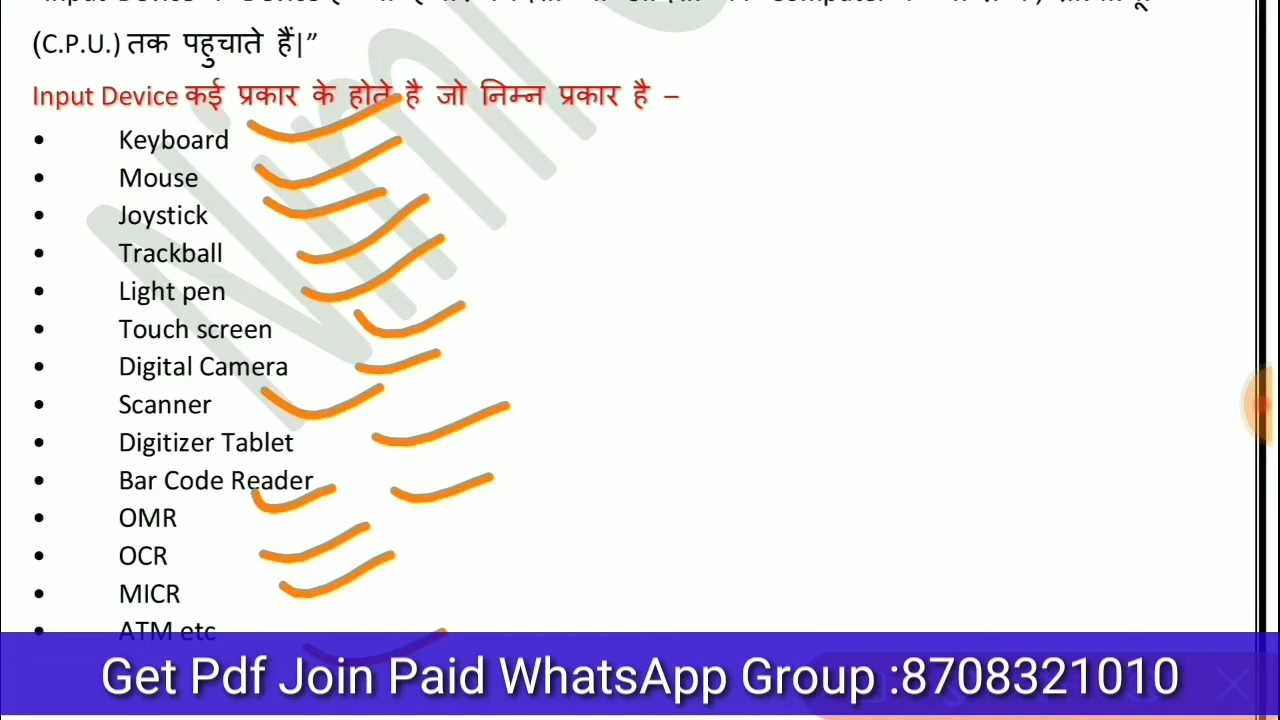 (C.P.U.) तक पहुचाते हैं|”
Input Device कई प्रकार के होते है जो निम्न प्रकार है –
• Keyboard
• Mouse
• Joystick
• Trackball
• Light pen
• Touch screen
• Digital Camera
• Scanner
• Digitizer Tablet
• Bar Code Reader
• OMR
• OCR
• MICR
• ATM etc
Get Pdf Join Paid WhatsApp Group :8708321010